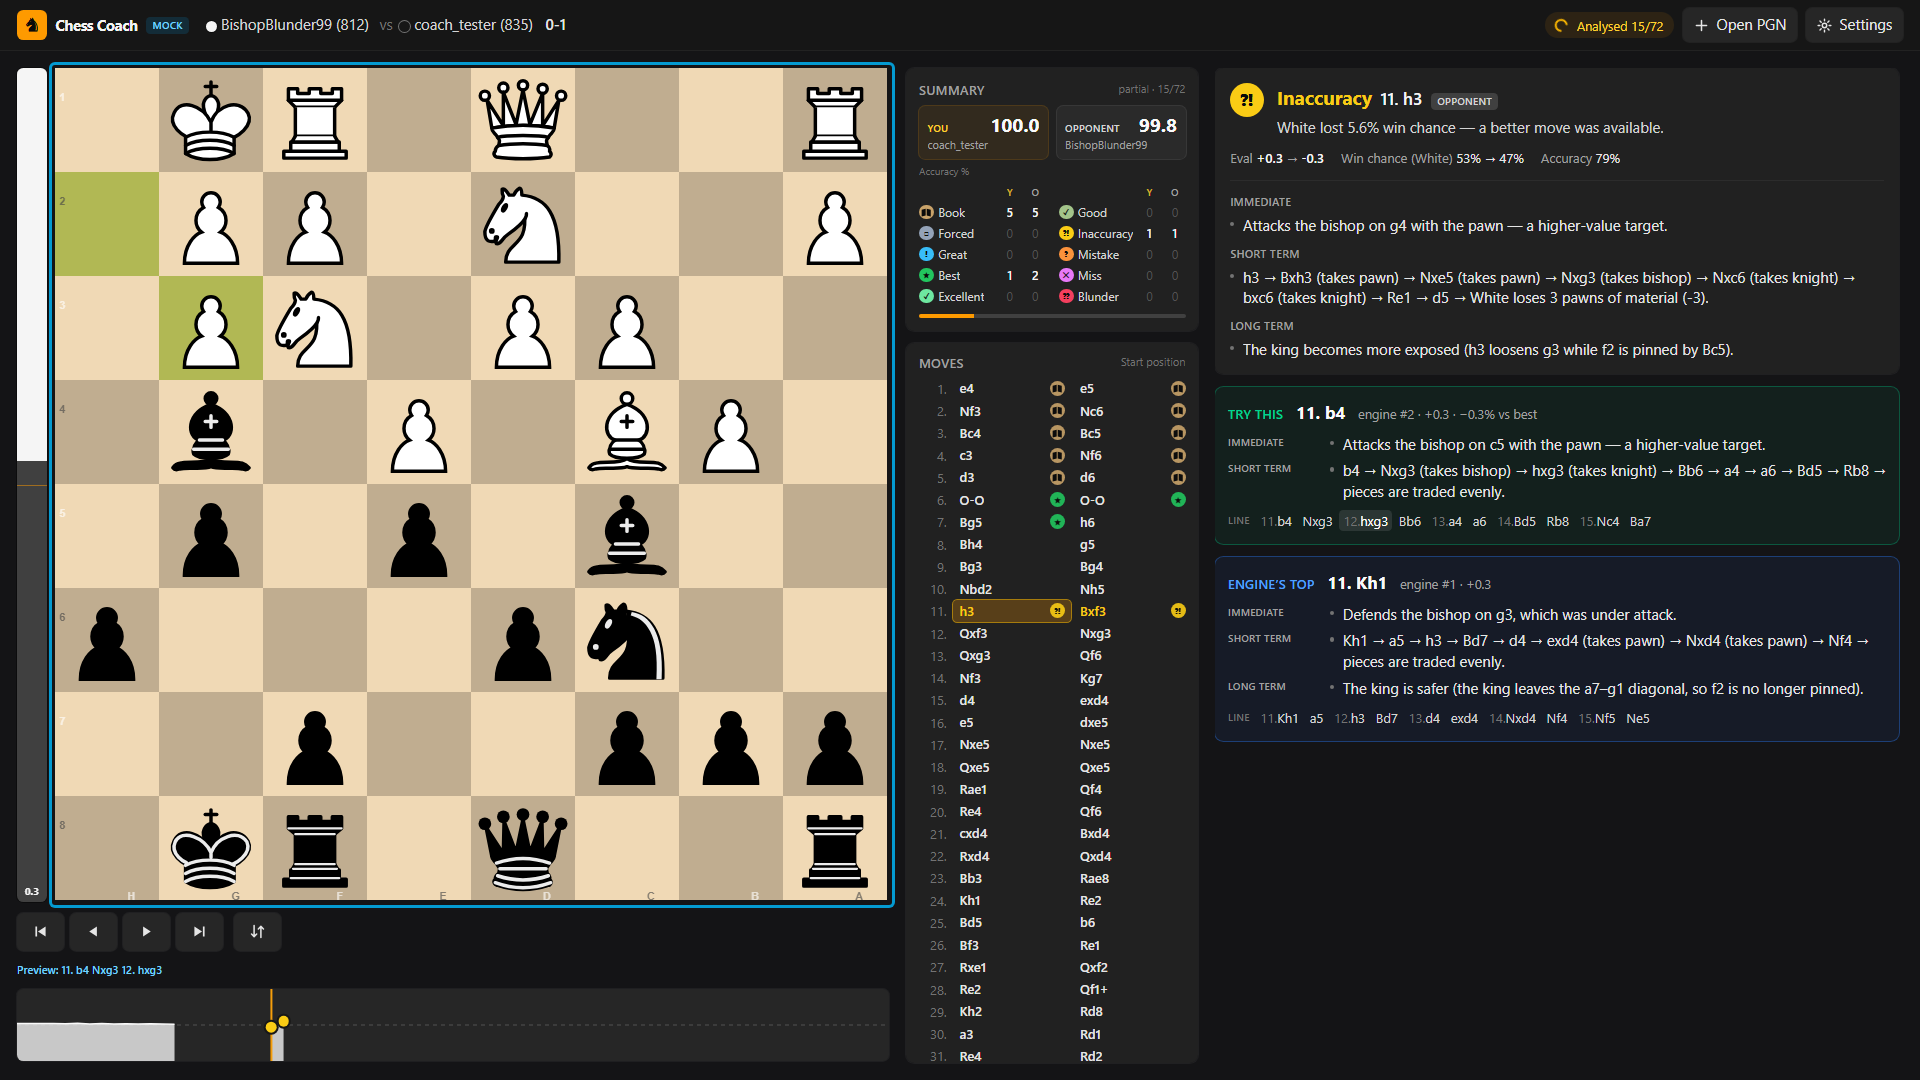 Chess Coach MOCK BishopBlunder99 (812) vs coach_tester (835) 0-1
Analysed 15/72 Open PGN Settings
1
2
3
4
5
6
7
8
H G F E D C B A
0.3
Preview: 11. b4 Nxg3 12. hxg3
SUMMARY partial · 15/72
YOU 100.0
coach_tester
OPPONENT 99.8
BishopBlunder99
Accuracy %
Y O Y O
Book 5 5 Good 0 0
Forced 0 0 Inaccuracy 1 1
Great 0 0 Mistake 0 0
Best 1 2 Miss 0 0
Excellent 0 0 Blunder 0 0
MOVES Start position
1. e4 e5
2. Nf3 Nc6
3. Bc4 Bc5
4. c3 Nf6
5. d3 d6
6. O-O O-O
7. Bg5 h6
8. Bh4 g5
9. Bg3 Bg4
10. Nbd2 Nh5
11. h3 ?! Bxf3 ?!
12. Qxf3 Nxg3
13. Qxg3 Qf6
14. Nf3 Kg7
15. d4 exd4
16. e5 dxe5
17. Nxe5 Nxe5
18. Qxe5 Qxe5
19. Rae1 Qf4
20. Re4 Qf6
21. cxd4 Bxd4
22. Rxd4 Qxd4
23. Bb3 Rae8
24. Kh1 Re2
25. Bd5 b6
26. Bf3 Re1
27. Rxe1 Qxf2
28. Re2 Qf1+
29. Kh2 Rd8
30. a3 Rd1
31. Re4 Rd2
?! Inaccuracy 11. h3 OPPONENT
White lost 5.6% win chance — a better move was available.
Eval +0.3 → -0.3 Win chance (White) 53% → 47% Accuracy 79%
IMMEDIATE
• Attacks the bishop on g4 with the pawn — a higher-value target.
SHORT TERM
• h3 → Bxh3 (takes pawn) → Nxe5 (takes pawn) → Nxg3 (takes bishop) → Nxc6 (takes knight) →
bxc6 (takes knight) → Re1 → d5 → White loses 3 pawns of material (-3).
LONG TERM
• The king becomes more exposed (h3 loosens g3 while f2 is pinned by Bc5).
TRY THIS 11. b4 engine #2 · +0.3 · −0.3% vs best
IMMEDIATE • Attacks the bishop on c5 with the pawn — a higher-value target.
SHORT TERM • b4 → Nxg3 (takes bishop) → hxg3 (takes knight) → Bb6 → a4 → a6 → Bd5 → Rb8 →
pieces are traded evenly.
LINE 11.b4 Nxg3 12.hxg3 Bb6 13.a4 a6 14.Bd5 Rb8 15.Nc4 Ba7
ENGINE'S TOP 11. Kh1 engine #1 · +0.3
IMMEDIATE • Defends the bishop on g3, which was under attack.
SHORT TERM • Kh1 → a5 → h3 → Bd7 → d4 → exd4 (takes pawn) → Nxd4 (takes pawn) → Nf4 →
pieces are traded evenly.
LONG TERM • The king is safer (the king leaves the a7–g1 diagonal, so f2 is no longer pinned).
LINE 11.Kh1 a5 12.h3 Bd7 13.d4 exd4 14.Nxd4 Nf4 15.Nf5 Ne5